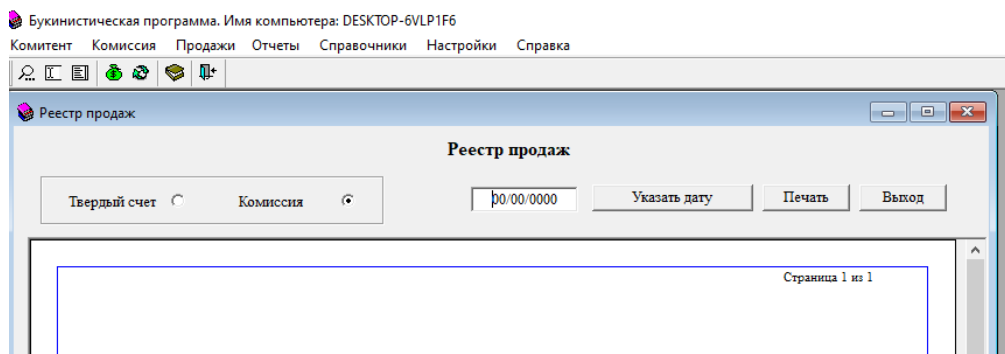 Букинистическая программа. Имя компьютера: DESKTOP-6VLP1F6
Комитент Комиссия Продажи Отчеты Справочники Настройки Справка
Реестр продаж
Реестр продаж
Твердый счет Комиссия 00/00/0000 Указать дату Печать Выход
Страница 1 из 1